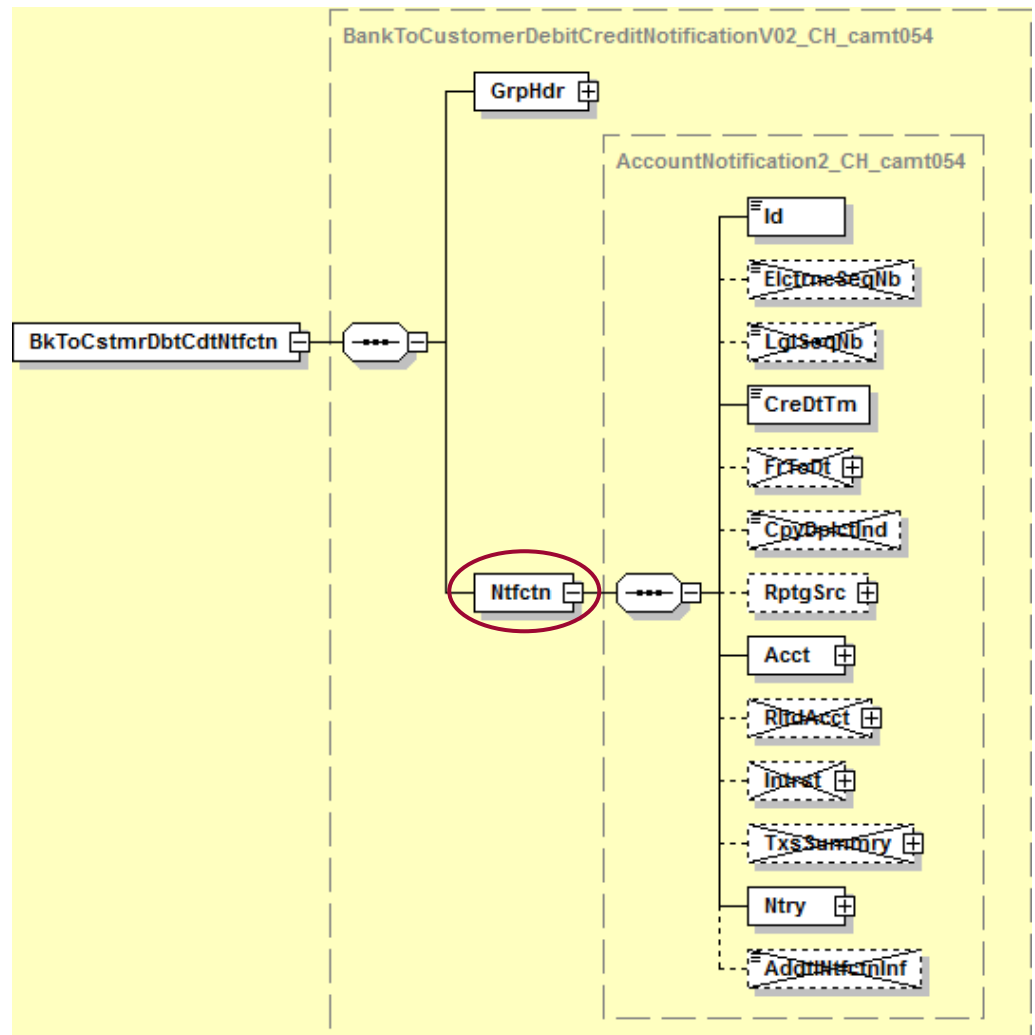 BankToCustomerDebitCreditNotificationV02_CH_camt054
GrpHdr
AccountNotification2_CH_camt054
Id
ElctrncSeqNb
LglSeqNb
BkToCstmrDbtCdtNtfctn
CreDtTm
FrToDt
CpyDplctInd
Ntfctn
RptgSrc
Acct
RltdAcct
Intrst
TxsSummry
Ntry
AddtlNtfctnInf